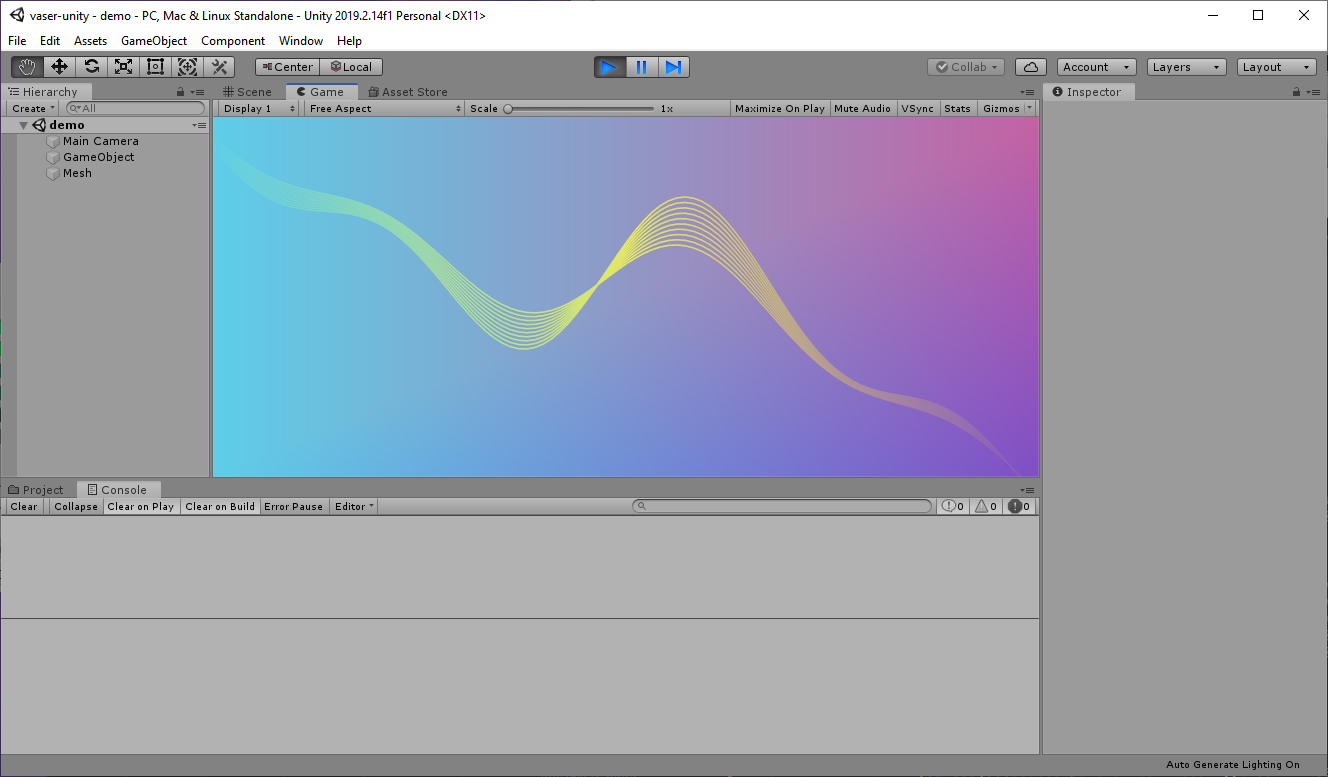 vaser-unity - demo - PC, Mac & Linux Standalone - Unity 2019.2.14f1 Personal <DX11>
File Edit Assets GameObject Component Window Help
Center Local Collab Account Layers Layout
Hierarchy Scene Game Asset Store Inspector
Create All Display 1 Free Aspect Scale 1x Maximize On Play Mute Audio VSync Stats Gizmos
demo
Main Camera
GameObject
Mesh
Project Console
Clear Collapse Clear on Play Clear on Build Error Pause Editor 0 0 0
Auto Generate Lighting On